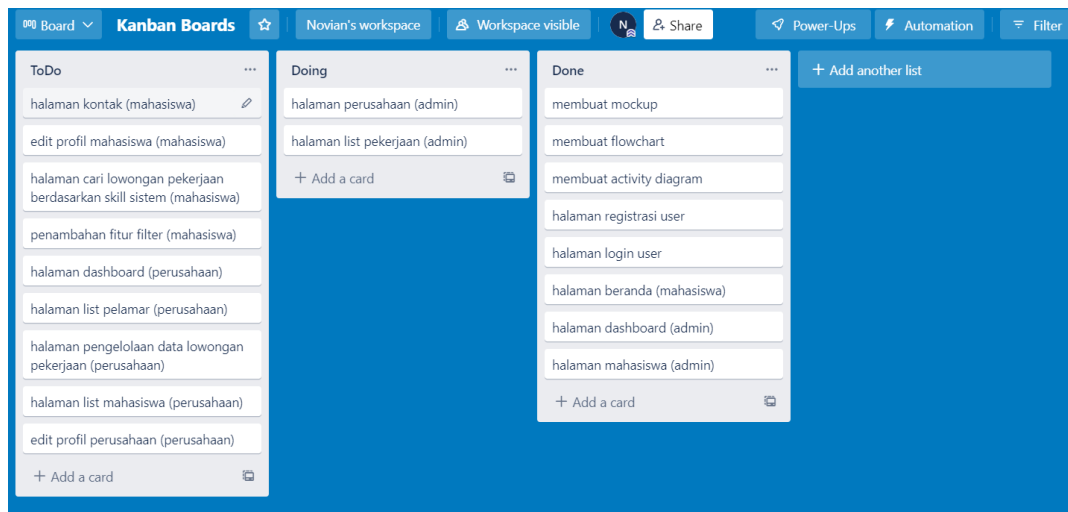 Board
Kanban Boards
Novian's workspace
Workspace visible
N
Share
Power-Ups
Automation
Filter
ToDo
halaman kontak (mahasiswa)
edit profil mahasiswa (mahasiswa)
halaman cari lowongan pekerjaan
berdasarkan skill sistem (mahasiswa)
penambahan fitur filter (mahasiswa)
halaman dashboard (perusahaan)
halaman list pelamar (perusahaan)
halaman pengelolaan data lowongan
pekerjaan (perusahaan)
halaman list mahasiswa (perusahaan)
edit profil perusahaan (perusahaan)
+ Add a card
Doing
halaman perusahaan (admin)
halaman list pekerjaan (admin)
+ Add a card
Done
membuat mockup
membuat flowchart
membuat activity diagram
halaman registrasi user
halaman login user
halaman beranda (mahasiswa)
halaman dashboard (admin)
halaman mahasiswa (admin)
+ Add a card
+ Add another list